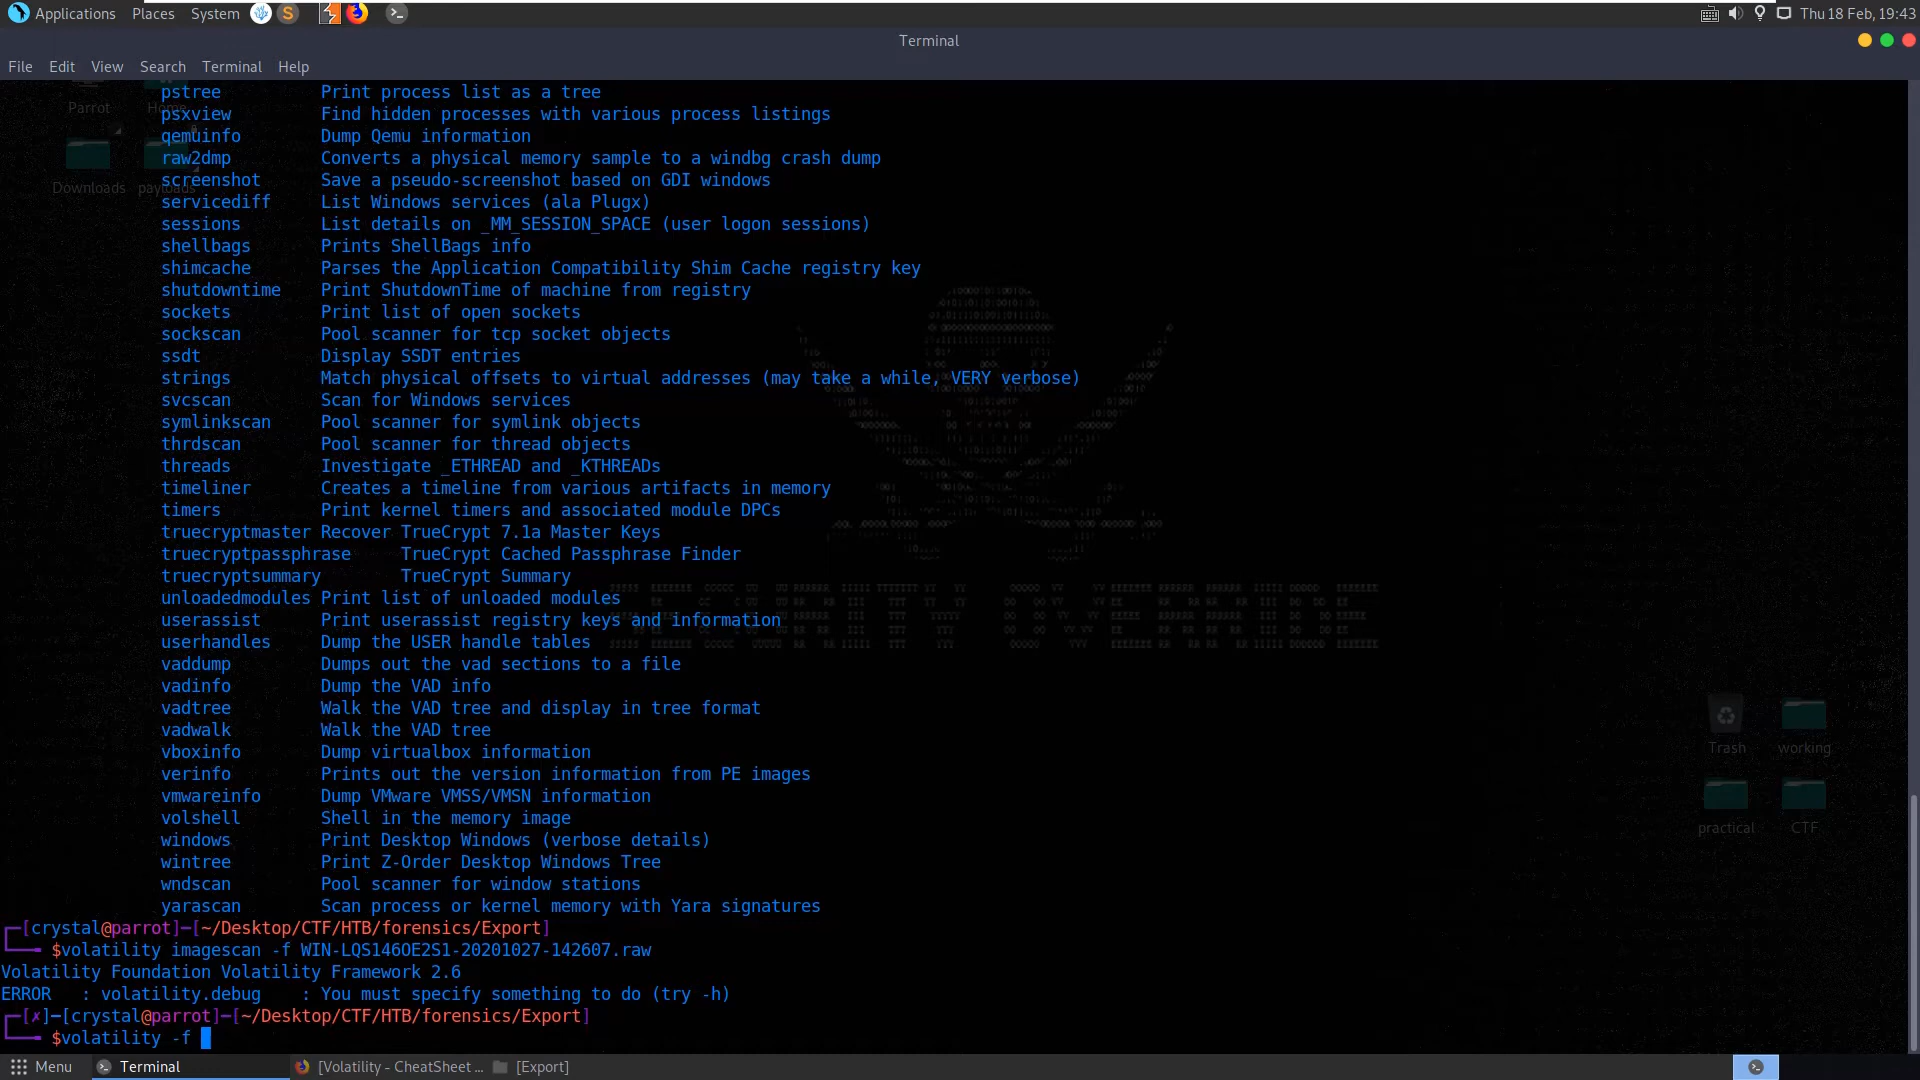 Applications Places System Thu 18 Feb, 19:43
Terminal
File Edit View Search Terminal Help
Parrot Home
Downloads payloads
pstree Print process list as a tree
psxview Find hidden processes with various process listings
qemuinfo Dump Qemu information
raw2dmp Converts a physical memory sample to a windbg crash dump
screenshot Save a pseudo-screenshot based on GDI windows
servicediff List Windows services (ala Plugx)
sessions List details on _MM_SESSION_SPACE (user logon sessions)
shellbags Prints ShellBags info
shimcache Parses the Application Compatibility Shim Cache registry key
shutdowntime Print ShutdownTime of machine from registry
sockets Print list of open sockets
sockscan Pool scanner for tcp socket objects
ssdt Display SSDT entries
strings Match physical offsets to virtual addresses (may take a while, VERY verbose)
svcscan Scan for Windows services
symlinkscan Pool scanner for symlink objects
thrdscan Pool scanner for thread objects
threads Investigate _ETHREAD and _KTHREADs
timeliner Creates a timeline from various artifacts in memory
timers Print kernel timers and associated module DPCs
truecryptmaster Recover TrueCrypt 7.1a Master Keys
truecryptpassphrase TrueCrypt Cached Passphrase Finder
truecryptsummary TrueCrypt Summary
unloadedmodules Print list of unloaded modules
userassist Print userassist registry keys and information
userhandles Dump the USER handle tables
vaddump Dumps out the vad sections to a file
vadinfo Dump the VAD info
vadtree Walk the VAD tree and display in tree format
vadwalk Walk the VAD tree
vboxinfo Dump virtualbox information
verinfo Prints out the version information from PE images
vmwareinfo Dump VMware VMSS/VMSN information
volshell Shell in the memory image
windows Print Desktop Windows (verbose details)
wintree Print Z-Order Desktop Windows Tree
wndscan Pool scanner for window stations
yarascan Scan process or kernel memory with Yara signatures
SECURITY OVERRIDE
Trash working
practical CTF
┌─[crystal@parrot]─[~/Desktop/CTF/HTB/forensics/Export]
└──╼ $volatility imagescan -f WIN-LQS146OE2S1-20201027-142607.raw
Volatility Foundation Volatility Framework 2.6
ERROR : volatility.debug : You must specify something to do (try -h)
┌─[✗]─[crystal@parrot]─[~/Desktop/CTF/HTB/forensics/Export]
└──╼ $volatility -f
Menu Terminal [Volatility - CheatSheet ... [Export]